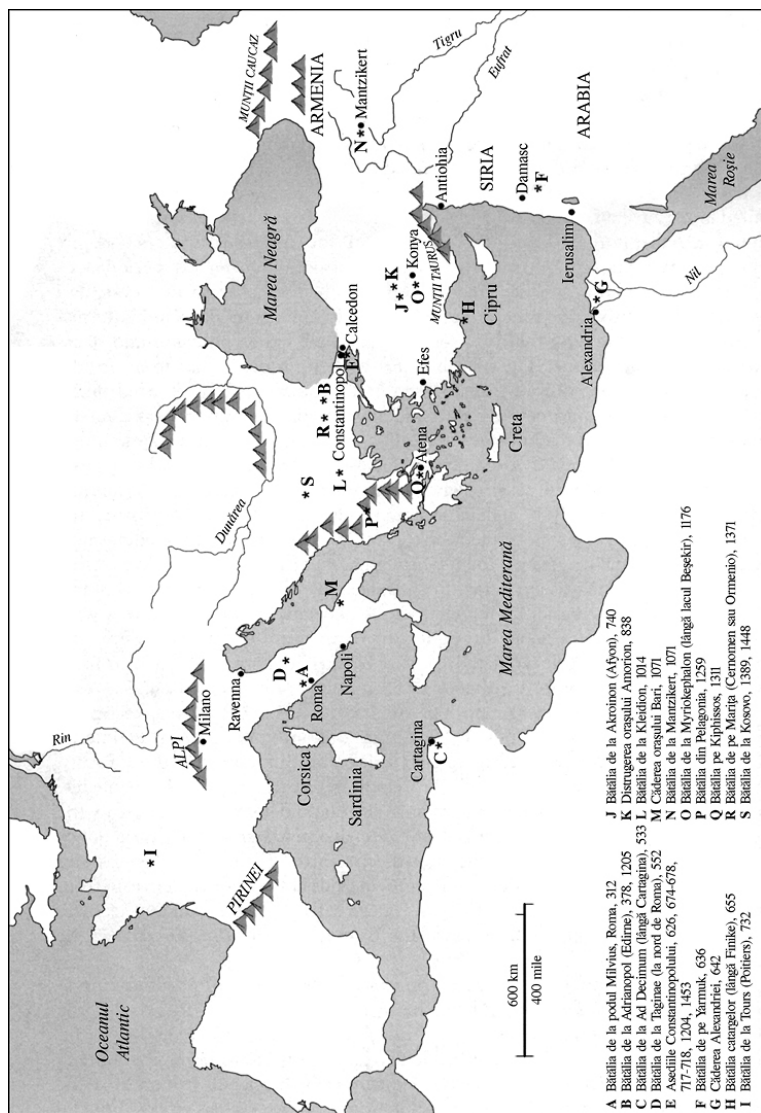 Oceanul
Atlantic
Rin
ALPI
Milano
PIRINEI
Ravenna
Corsica
Sardinia
Roma
Napoli
Cartagina
Dunărea
Marea Neagră
MUNȚII CAUCAZ
ARMENIA
Mantzikert
Tigru
Eufrat
Constantinopol
Calcedon
Konya
MUNȚII TAURUS
Antiohia
SIRIA
Damasc
ARABIA
Efes
Atena
Creta
Cipru
Ierusalim
Alexandria
Nil
Marea
Roșie
Marea Mediterană
I
D
A
M
C
S
L
P
Q
R
B
E
J
K
O
H
N
F
G
600 km
400 mile
A Bătălia de la podul Milvius, Roma, 312
B Bătălia de la Adrianopol (Edirne), 378, 1205
C Bătălia de la Ad Decimum (lângă Cartagina), 533
D Bătălia de la Taginae (la nord de Roma), 552
E Asediile Constantinopolului, 626, 674-678,
717-718, 1204, 1453
F Bătălia de pe Yarmuk, 636
G Căderea Alexandriei, 642
H Bătălia catargelor (lângă Finike), 655
I Bătălia de la Tours (Poitiers), 732
J Bătălia de la Akroinon (Afyon), 740
K Distrugerea orașului Amorion, 838
L Bătălia de la Kleidion, 1014
M Căderea orașului Bari, 1071
N Bătălia de la Mantzikert, 1071
O Bătălia de la Myriokephalon (lângă lacul Beșekir), 1176
P Bătălia din Pelagonia, 1259
Q Bătălia pe Kiphissos, 1311
R Bătălia de pe Marița (Cernomen sau Ormenio), 1371
S Bătălia de la Kosovo, 1389, 1448